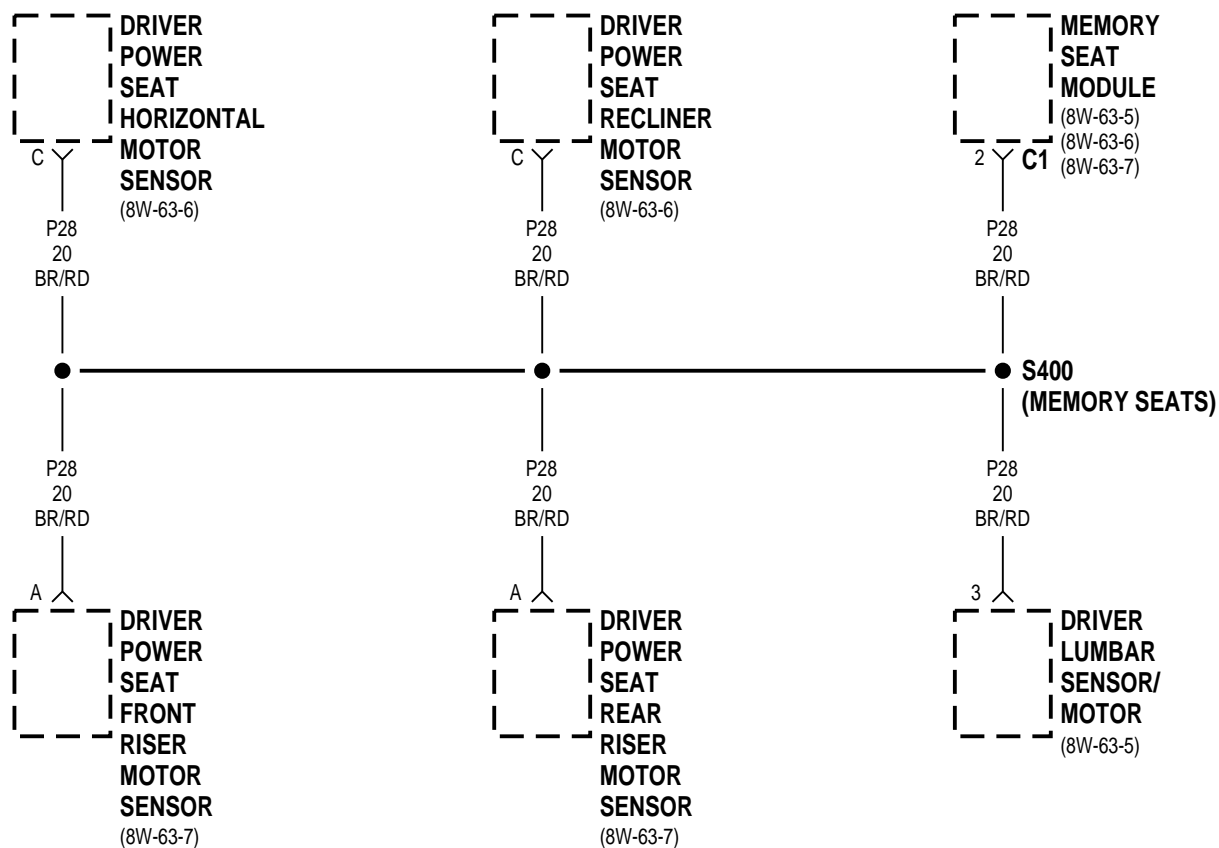 DRIVER
POWER
SEAT
HORIZONTAL
MOTOR
SENSOR
(8W-63-6)
C
P28
20
BR/RD
DRIVER
POWER
SEAT
RECLINER
MOTOR
SENSOR
(8W-63-6)
C
P28
20
BR/RD
MEMORY
SEAT
MODULE
(8W-63-5)
(8W-63-6)
(8W-63-7)
2 C1
P28
20
BR/RD
S400
(MEMORY SEATS)
P28
20
BR/RD
A
DRIVER
POWER
SEAT
FRONT
RISER
MOTOR
SENSOR
(8W-63-7)
P28
20
BR/RD
A
DRIVER
POWER
SEAT
REAR
RISER
MOTOR
SENSOR
(8W-63-7)
P28
20
BR/RD
3
DRIVER
LUMBAR
SENSOR/
MOTOR
(8W-63-5)